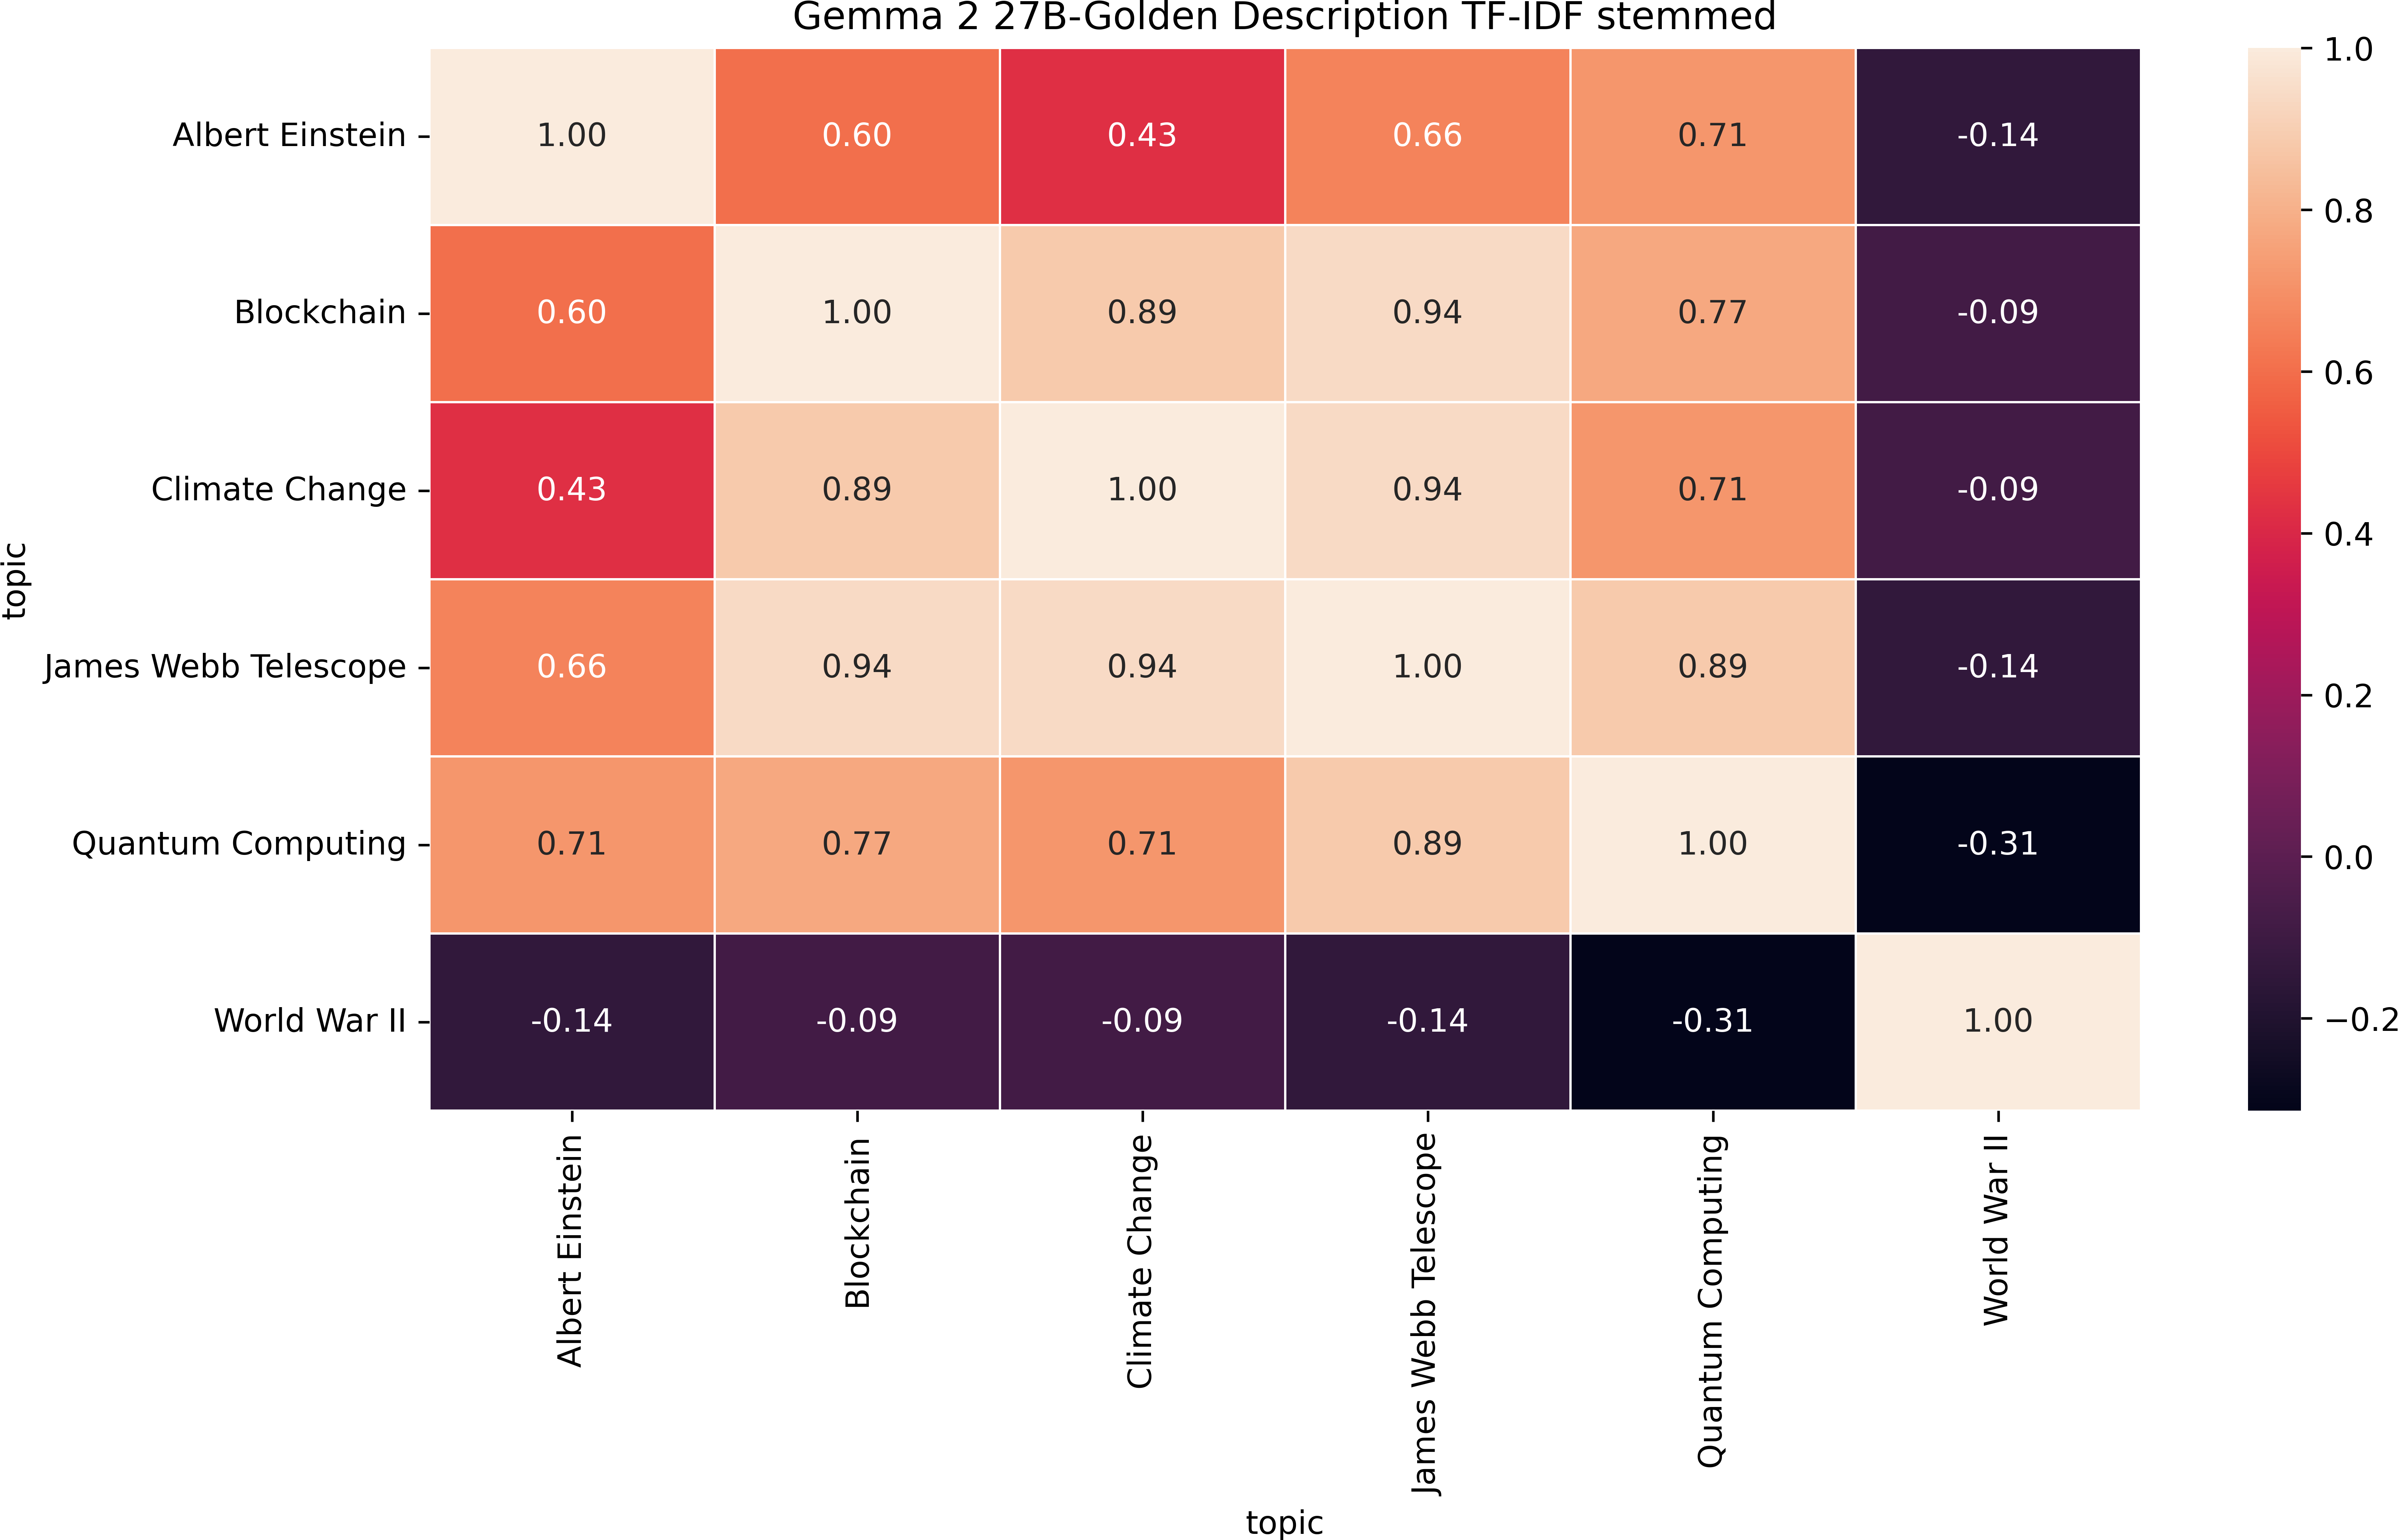 Gemma 2 27B-Golden Description TF-IDF stemmed
topic
Albert Einstein 1.00 0.60 0.43 0.66 0.71 -0.14
Blockchain 0.60 1.00 0.89 0.94 0.77 -0.09
Climate Change 0.43 0.89 1.00 0.94 0.71 -0.09
James Webb Telescope 0.66 0.94 0.94 1.00 0.89 -0.14
Quantum Computing 0.71 0.77 0.71 0.89 1.00 -0.31
World War II -0.14 -0.09 -0.09 -0.14 -0.31 1.00
Albert Einstein
Blockchain
Climate Change
James Webb Telescope
Quantum Computing
World War II
topic
1.0
0.8
0.6
0.4
0.2
0.0
−0.2